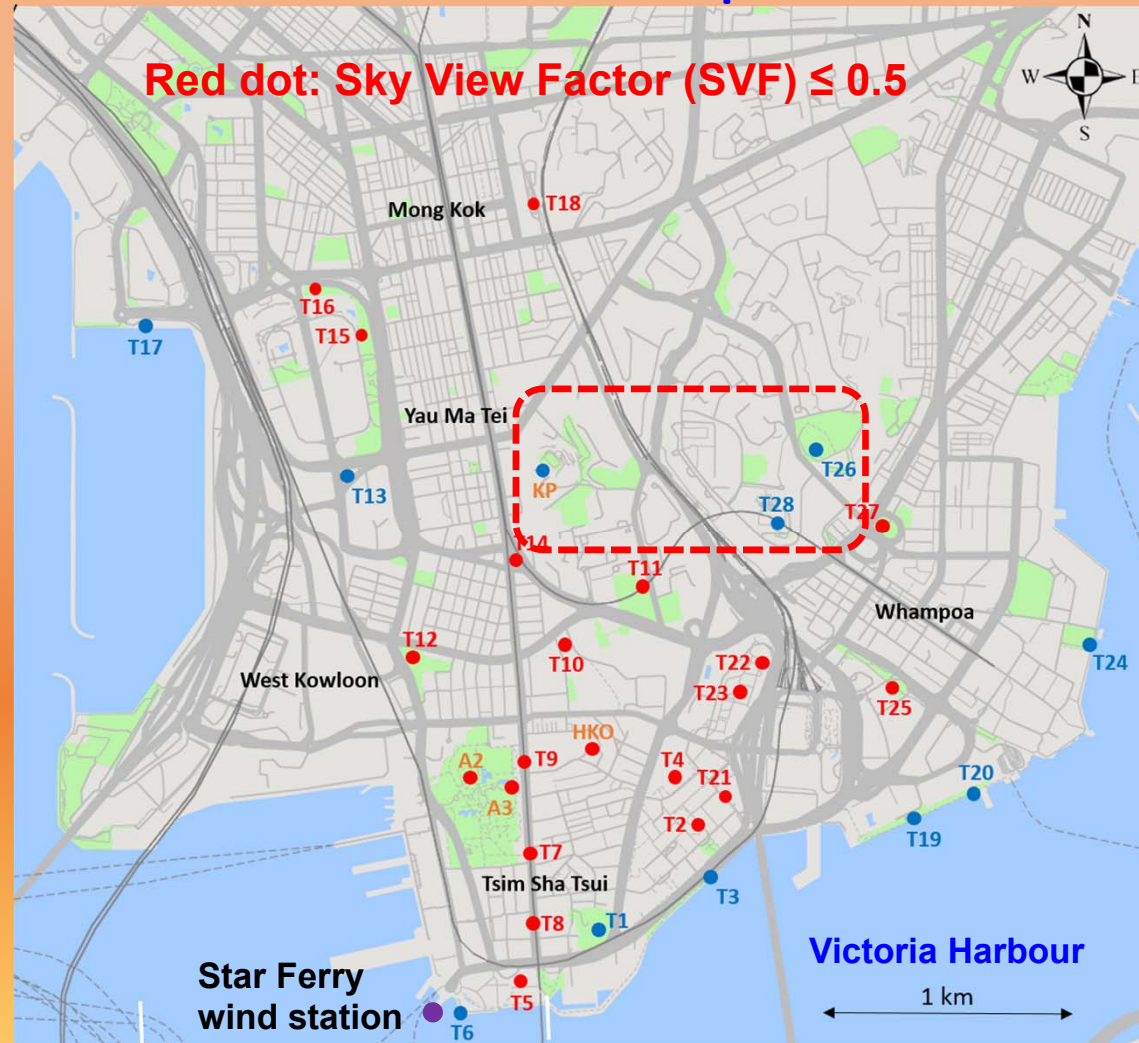 Red dot: Sky View Factor (SVF) ≤ 0.5
N
W
S
Mong Kok
T18
T16
T15
T17
Yau Ma Tei
T13
KP
T26
T28
T27
T14
T11
Whampoa
T12
T10
T22
T24
West Kowloon
T23
T25
HKO
T9
A2
T4
T21
T20
A3
T2
T19
T7
Tsim Sha Tsui
T3
T8
T1
Victoria Harbour
Star Ferry
wind station
T5
T6
1 km